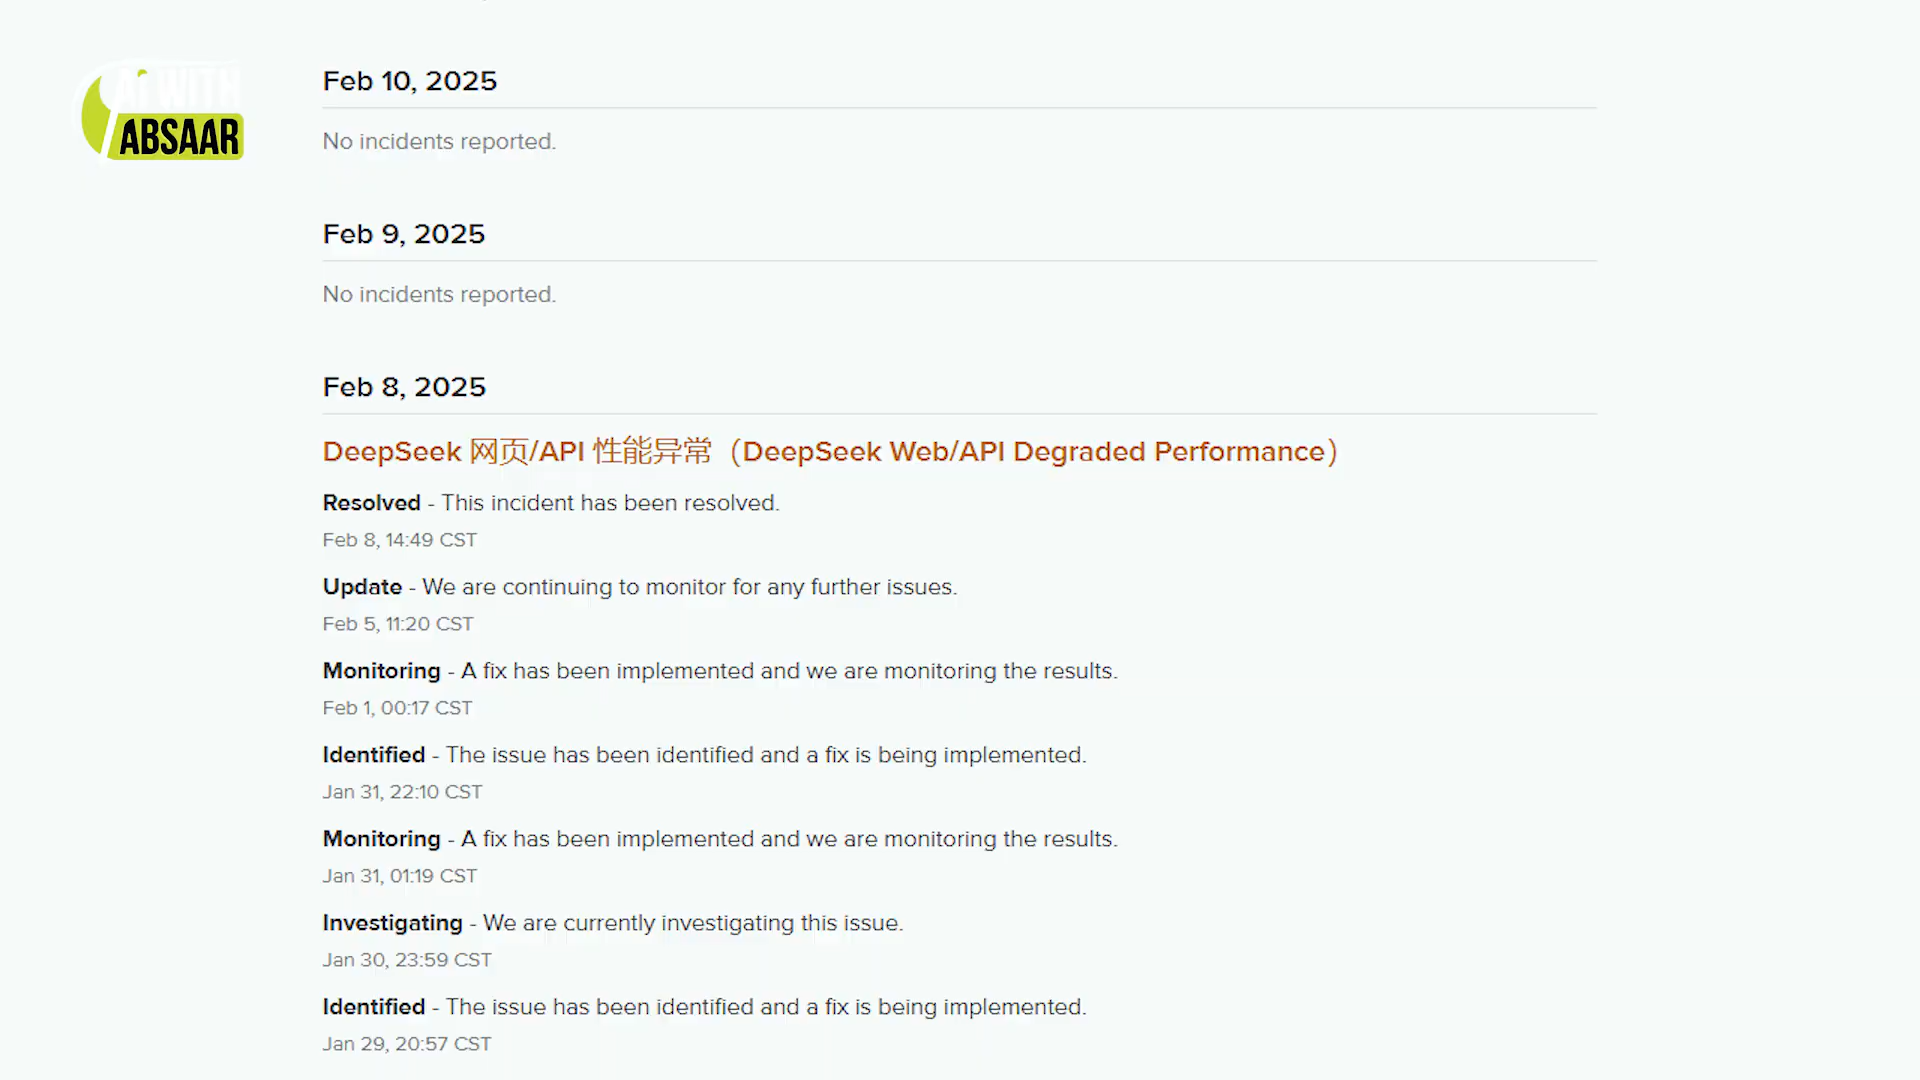 AI WITH
ABSAAR
Feb 10, 2025
No incidents reported.
Feb 9, 2025
No incidents reported.
Feb 8, 2025
DeepSeek 网页/API 性能异常（DeepSeek Web/API Degraded Performance）
Resolved - This incident has been resolved.
Feb 8, 14:49 CST
Update - We are continuing to monitor for any further issues.
Feb 5, 11:20 CST
Monitoring - A fix has been implemented and we are monitoring the results.
Feb 1, 00:17 CST
Identified - The issue has been identified and a fix is being implemented.
Jan 31, 22:10 CST
Monitoring - A fix has been implemented and we are monitoring the results.
Jan 31, 01:19 CST
Investigating - We are currently investigating this issue.
Jan 30, 23:59 CST
Identified - The issue has been identified and a fix is being implemented.
Jan 29, 20:57 CST